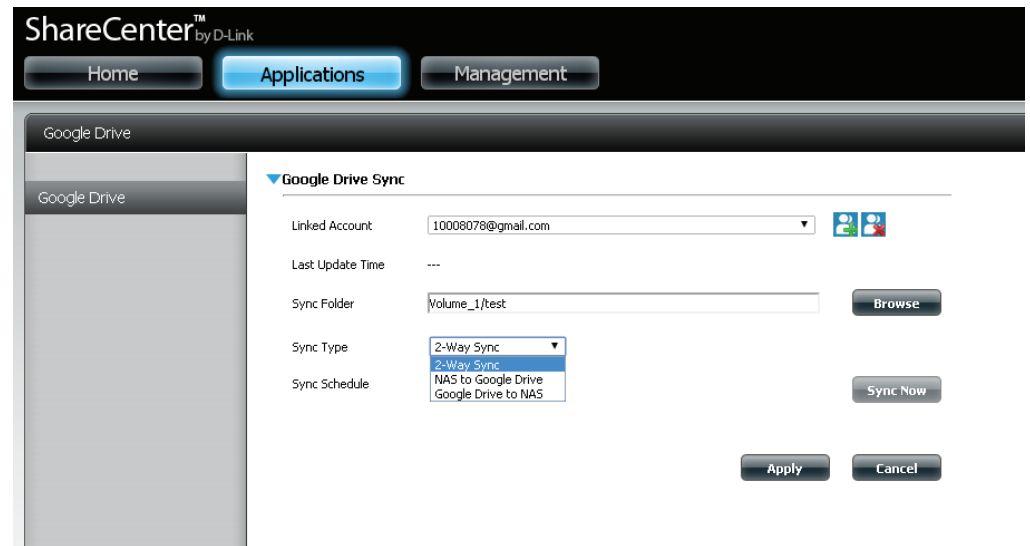 ShareCenter™ by D-Link
Home Applications Management
Google Drive
Google Drive
Google Drive Sync
Linked Account 10008078@gmail.com
Last Update Time ---
Sync Folder Volume_1/test Browse
Sync Type 2-Way Sync
2-Way Sync
NAS to Google Drive
Sync Schedule Google Drive to NAS Sync Now
Apply Cancel